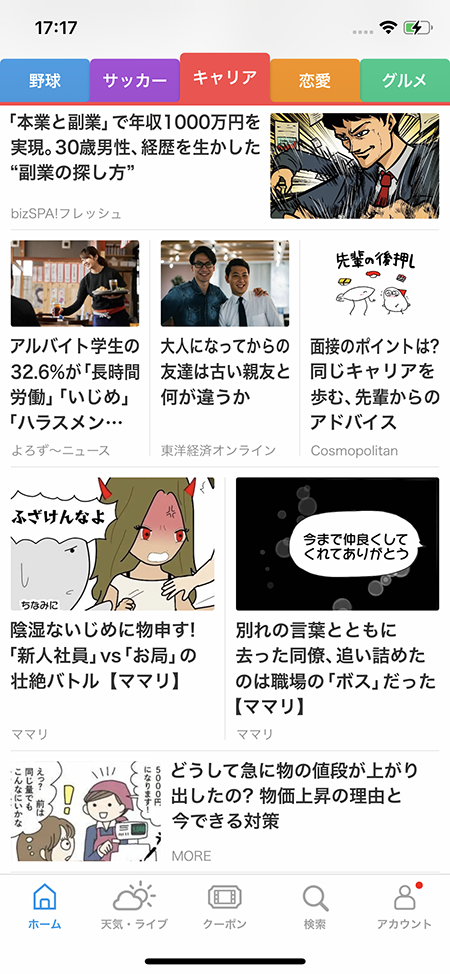 17:17
野球
サッカー
キャリア
恋愛
グルメ
「本業と副業」で年収1000万円を
実現。30歳男性、経歴を生かした
“副業の探し方”
bizSPA!フレッシュ
アルバイト学生の
32.6%が「長時間
労働」「いじめ」
「ハラスメン…
よろず〜ニュース
大人になってからの
友達は古い親友と
何が違うか
東洋経済オンライン
先輩の後押し
面接のポイントは?
同じキャリアを
歩む、先輩からの
アドバイス
Cosmopolitan
ふざけんなよ
ちなみに
陰湿ないじめに物申す!
「新人社員」vs「お局」の
壮絶バトル【ママリ】
ママリ
今まで仲良くして
くれてありがとう
別れの言葉とともに
去った同僚、追い詰めた
のは職場の「ボス」だった
【ママリ】
ママリ
5000円
になります!
えっ?前は
同じ量でも
こんなにいかな
どうして急に物の値段が上がり
出したの?物価上昇の理由と
今できる対策
MORE
ホーム
天気・ライブ
クーポン
検索
アカウント